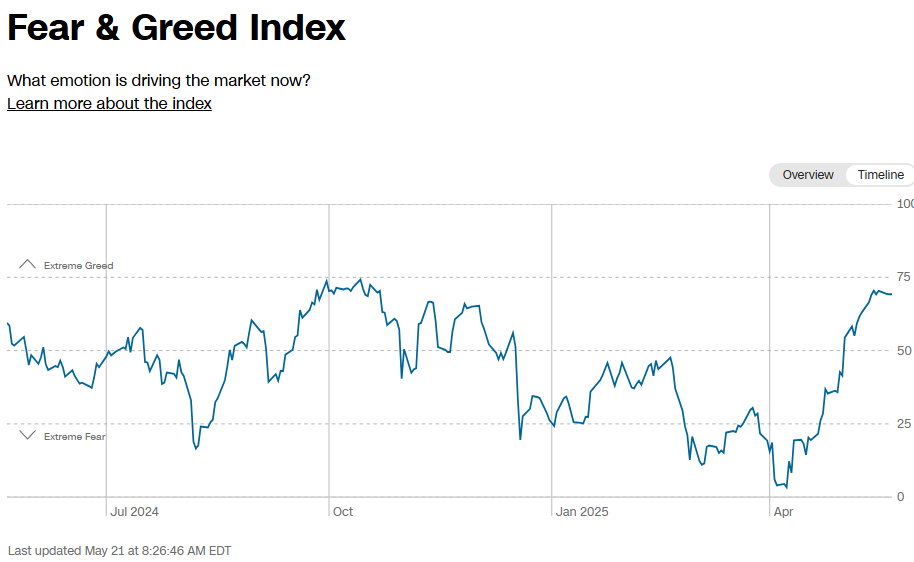 Fear & Greed Index
What emotion is driving the market now?
Learn more about the index
Overview Timeline
100
Extreme Greed
75
50
25
Extreme Fear
0
Jul 2024 Oct Jan 2025 Apr
Last updated May 21 at 8:26:46 AM EDT